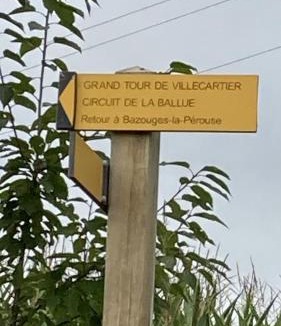 GRAND TOUR DE VILLECARTIER
CIRCUIT DE LA BALLUE
Retour à Bazouges-la-Pérouse